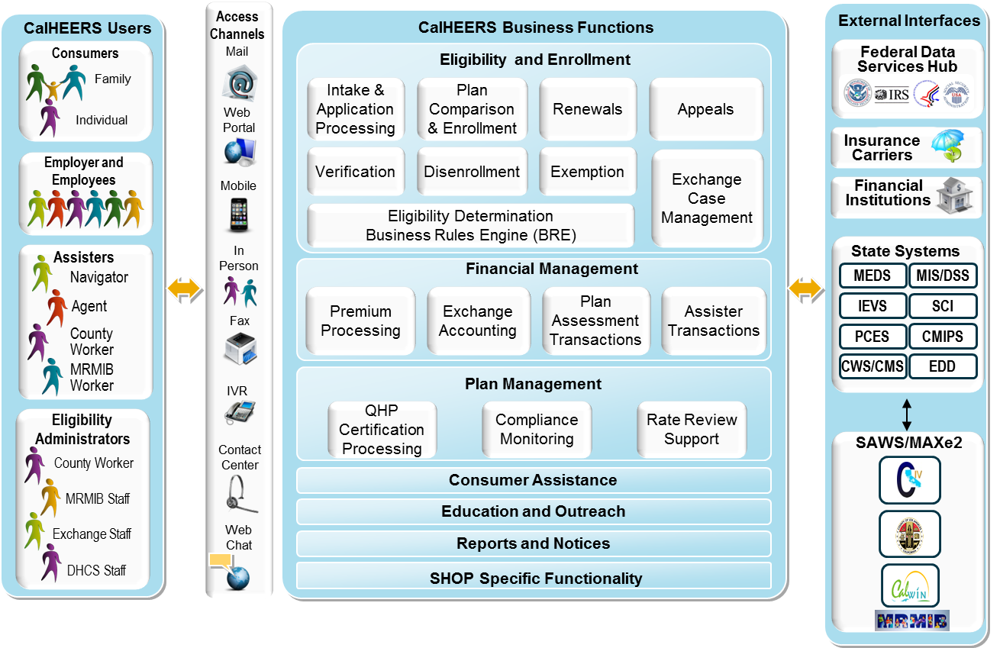 CalHEERS Users
Consumers
Family
Individual
Employer and
Employees
Assisters
Navigator
Agent
County
Worker
MRMIB
Worker
Eligibility
Administrators
County Worker
MRMIB Staff
Exchange Staff
DHCS Staff
Access
Channels
Mail
Web
Portal
Mobile
In
Person
Fax
IVR
Contact
Center
Web
Chat
CalHEERS Business Functions
Eligibility and Enrollment
Intake &
Application
Processing
Plan
Comparison
& Enrollment
Renewals
Appeals
Verification
Disenrollment
Exemption
Exchange
Case
Management
Eligibility Determination
Business Rules Engine (BRE)
Financial Management
Premium
Processing
Exchange
Accounting
Plan
Assessment
Transactions
Assister
Transactions
Plan Management
QHP
Certification
Processing
Compliance
Monitoring
Rate Review
Support
Consumer Assistance
Education and Outreach
Reports and Notices
SHOP Specific Functionality
External Interfaces
Federal Data
Services Hub
IRS
USA
Insurance
Carriers
Financial
Institutions
State Systems
MEDS
MIS/DSS
IEVS
SCI
PCES
CMIPS
CWS/CMS
EDD
SAWS/MAXe2
C IV
CalWIN
MRMIB